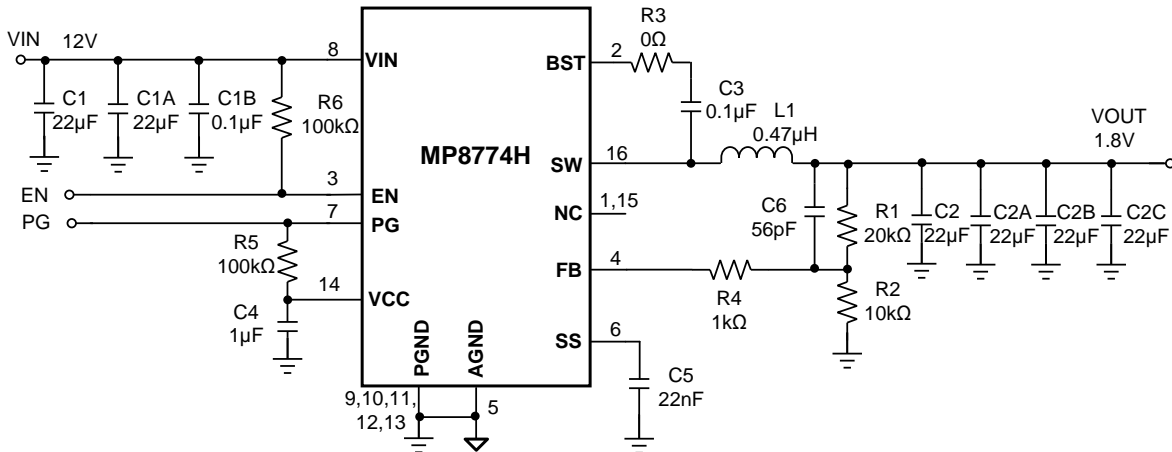 VIN
12V
8
VIN
C1
22µF
C1A
22µF
C1B
0.1µF
R6
100kΩ
EN
3
EN
PG
7
PG
R5
100kΩ
14
VCC
C4
1µF
MP8774H
BST
2
R3
0Ω
C3
0.1µF
L1
0.47µH
SW
16
VOUT
1.8V
NC
1,15
C6
56pF
R1
20kΩ
C2
22µF
C2A
22µF
C2B
22µF
C2C
22µF
FB
4
R4
1kΩ
R2
10kΩ
SS
6
C5
22nF
PGND
AGND
9,10,11,
12,13
5